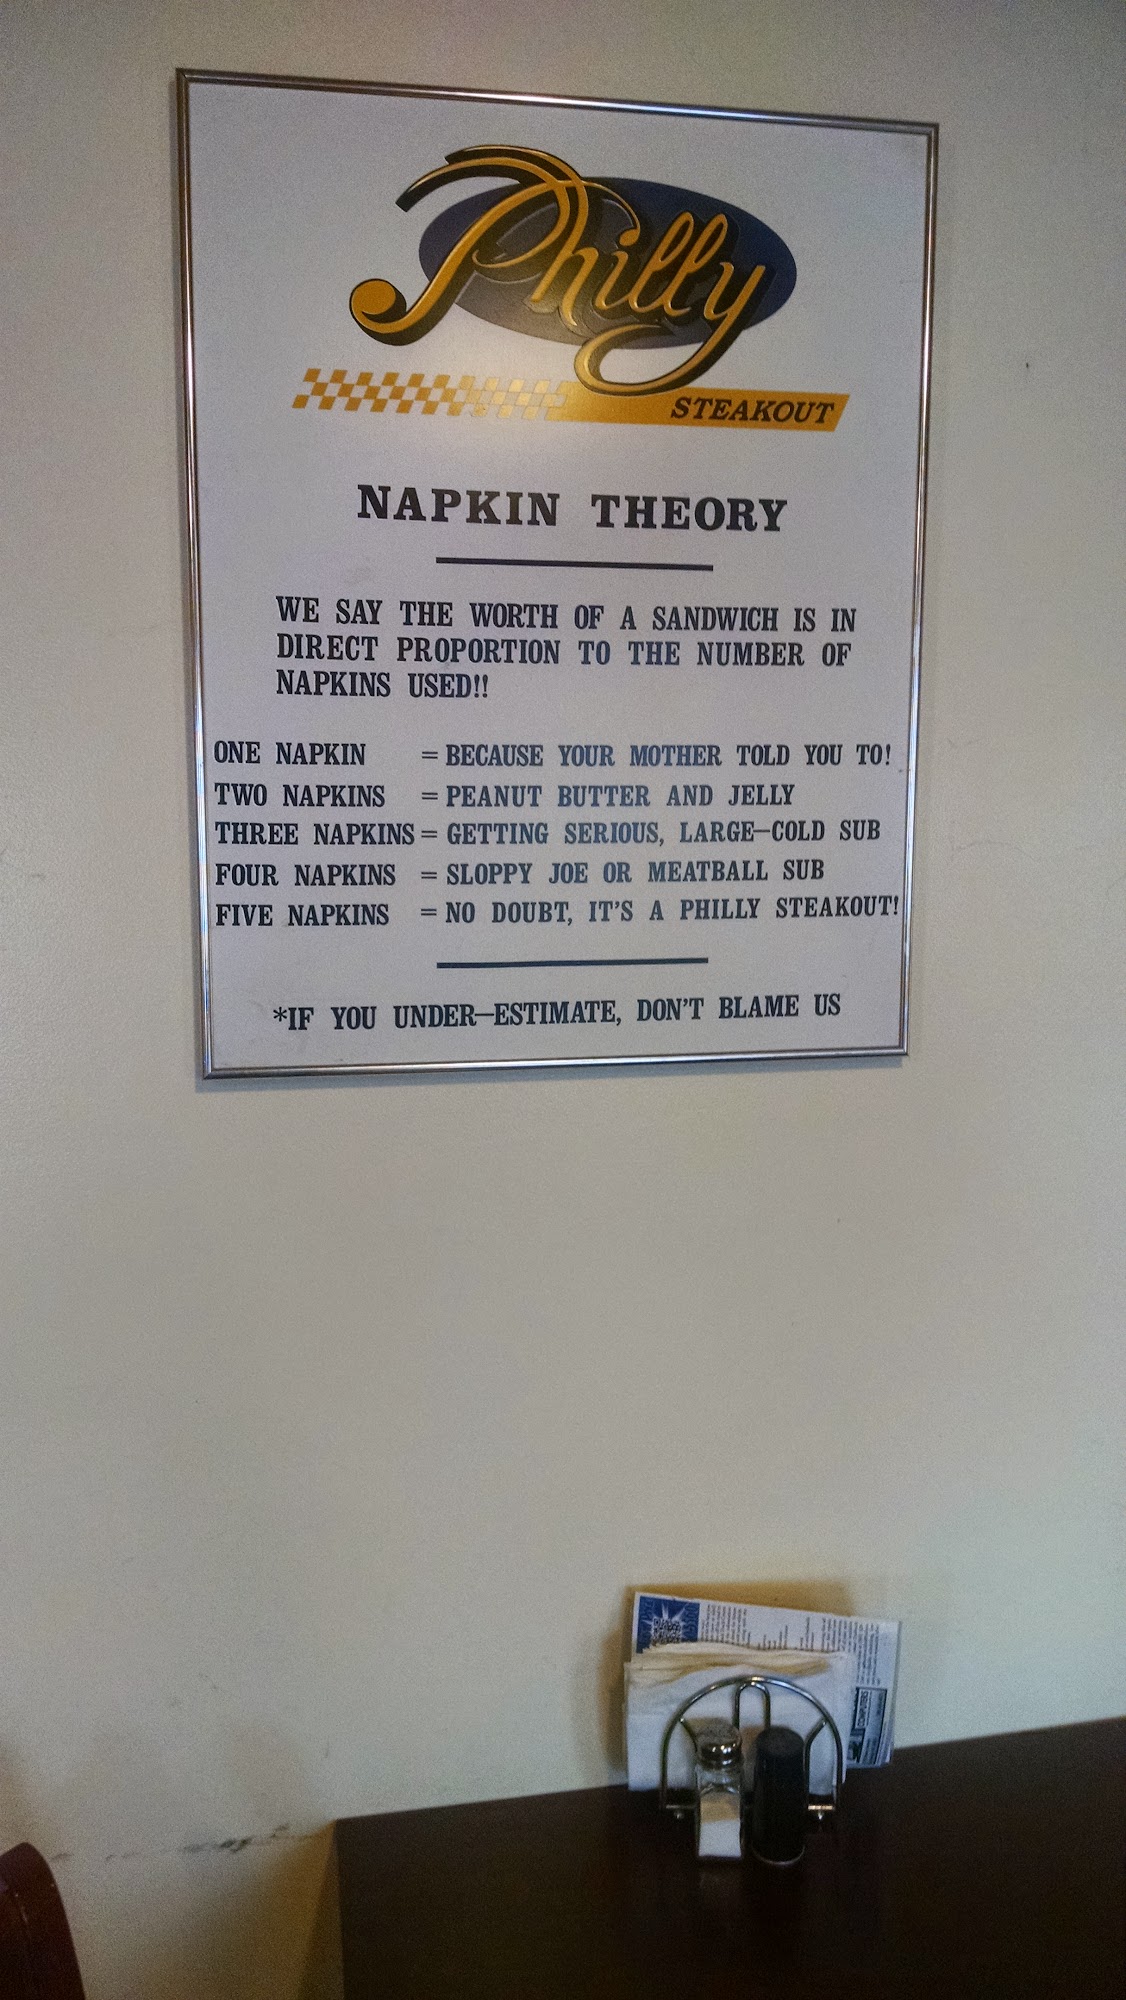 Philly
STEAKOUT
NAPKIN THEORY
WE SAY THE WORTH OF A SANDWICH IS IN
DIRECT PROPORTION TO THE NUMBER OF
NAPKINS USED!!
ONE NAPKIN = BECAUSE YOUR MOTHER TOLD YOU TO!
TWO NAPKINS = PEANUT BUTTER AND JELLY
THREE NAPKINS = GETTING SERIOUS, LARGE—COLD SUB
FOUR NAPKINS = SLOPPY JOE OR MEATBALL SUB
FIVE NAPKINS = NO DOUBT, IT'S A PHILLY STEAKOUT!
*IF YOU UNDER—ESTIMATE, DON'T BLAME US
COMPUTERS